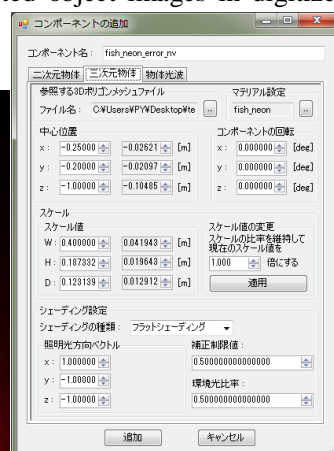 ted object images in digitize
コンポーネントの追加
コンポーネント名： fish_neon_error_nv
二次元物体 三次元物体 物体光波
参照する3Dポリゴンメッシュファイル
ファイル名： C:¥Users¥PY¥Desktop¥te ...
マテリアル設定
fish_neon ...
中心位置
x： -0.25000 -0.02621 [m]
y： -0.20000 -0.02097 [m]
z： -1.00000 -0.10485 [m]
コンポーネントの回転
x： 0.000000 [deg]
y： 0.000000 [deg]
z： 0.000000 [deg]
スケール
スケール値
W： 0.400000 0.041943 [m]
H： 0.187332 0.019643 [m]
D： 0.123139 0.012912 [m]
スケール値の変更
スケールの比率を維持して
現在のスケール値を
1.000 倍にする
適用
シェーディング設定
シェーディングの種類： フラットシェーディング
照明光方向ベクトル
x： 1.000000
y： -1.00000
z： -1.00000
補正制限値：
0.500000000000000
環境光比率：
0.500000000000000
追加 キャンセル